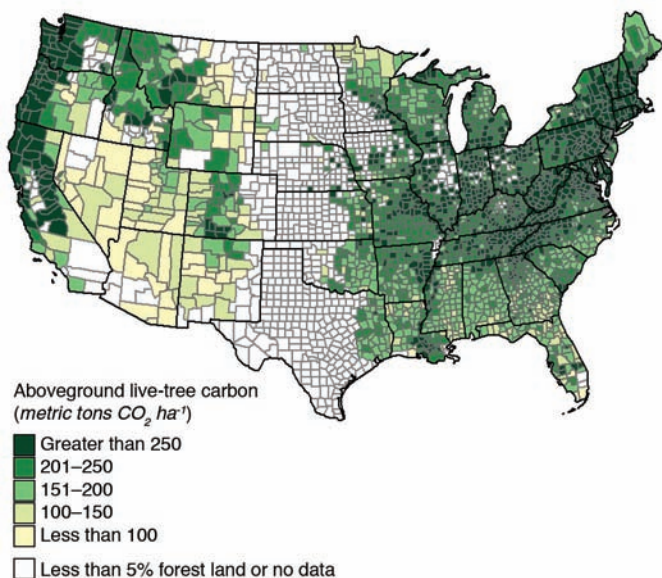 Aboveground live-tree carbon
(metric tons CO₂ ha⁻¹)
Greater than 250
201–250
151–200
100–150
Less than 100
Less than 5% forest land or no data